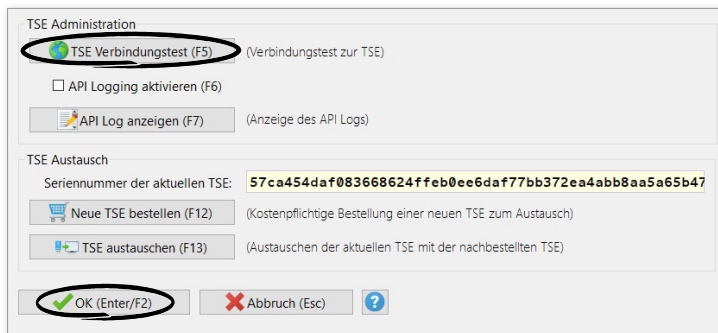 TSE Administration
TSE Verbindungstest (F5) (Verbindungstest zur TSE)
API Logging aktivieren (F6)
API Log anzeigen (F7) (Anzeige des API Logs)
TSE Austausch
Seriennummer der aktuellen TSE: 57ca454daf083668624ffeb0ee6daf77bb372ea4abb8aa5a65b47
Neue TSE bestellen (F12) (Kostenpflichtige Bestellung einer neuen TSE zum Austausch)
TSE austauschen (F13) (Austauschen der aktuellen TSE mit der nachbestellten TSE)
OK (Enter/F2) Abbruch (Esc) ?